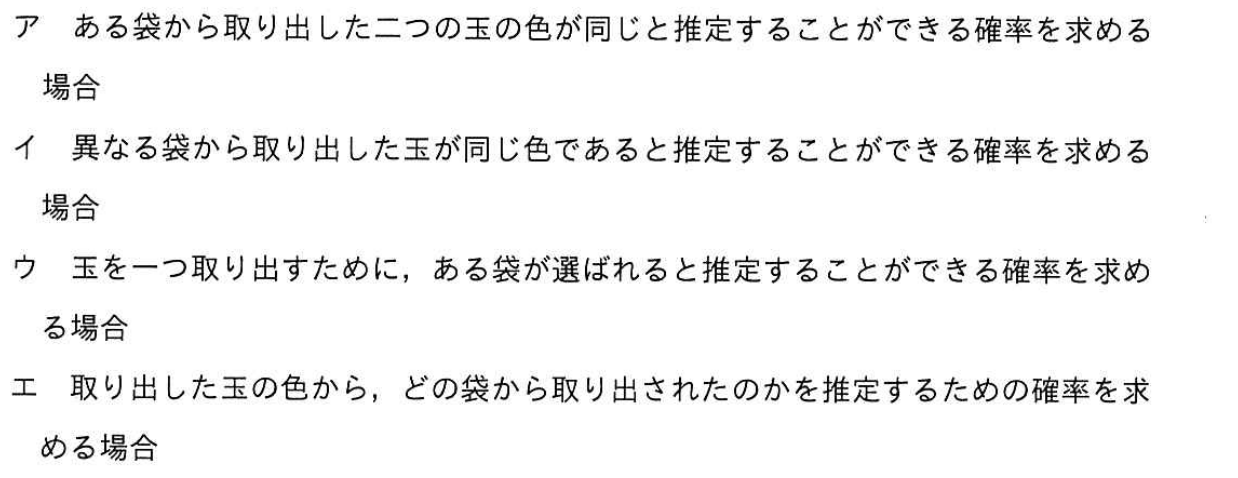 ア　ある袋から取り出した二つの玉の色が同じと推定することができる確率を求める
場合
イ　異なる袋から取り出した玉が同じ色であると推定することができる確率を求める
場合
ウ　玉を一つ取り出すために，ある袋が選ばれると推定することができる確率を求め
る場合
エ　取り出した玉の色から，どの袋から取り出されたのかを推定するための確率を求
める場合